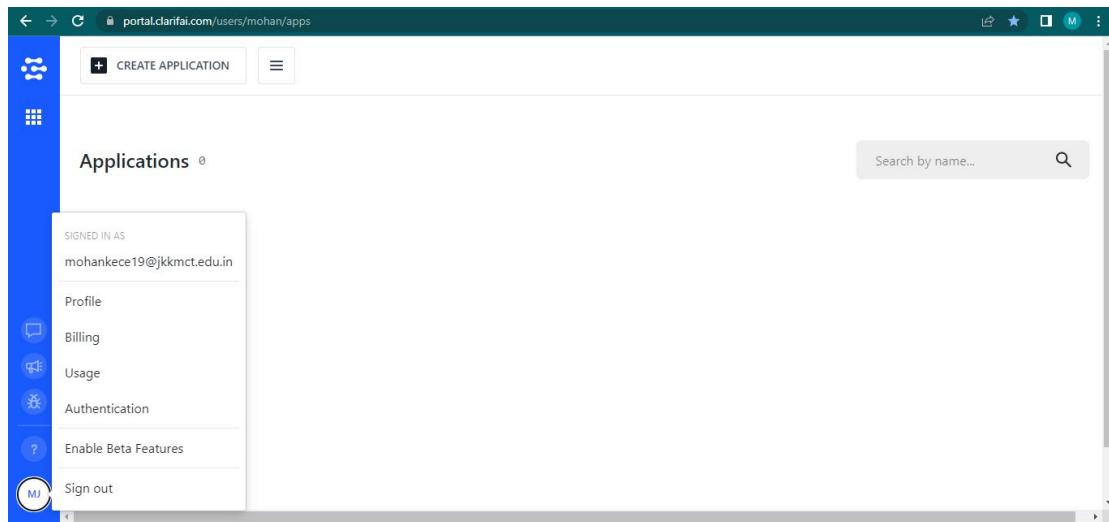 portal.clarifai.com/users/mohan/apps
M
CREATE APPLICATION
Applications 0
Search by name...
SIGNED IN AS
mohankece19@jkkmct.edu.in
Profile
Billing
Usage
Authentication
Enable Beta Features
?
MJ
Sign out